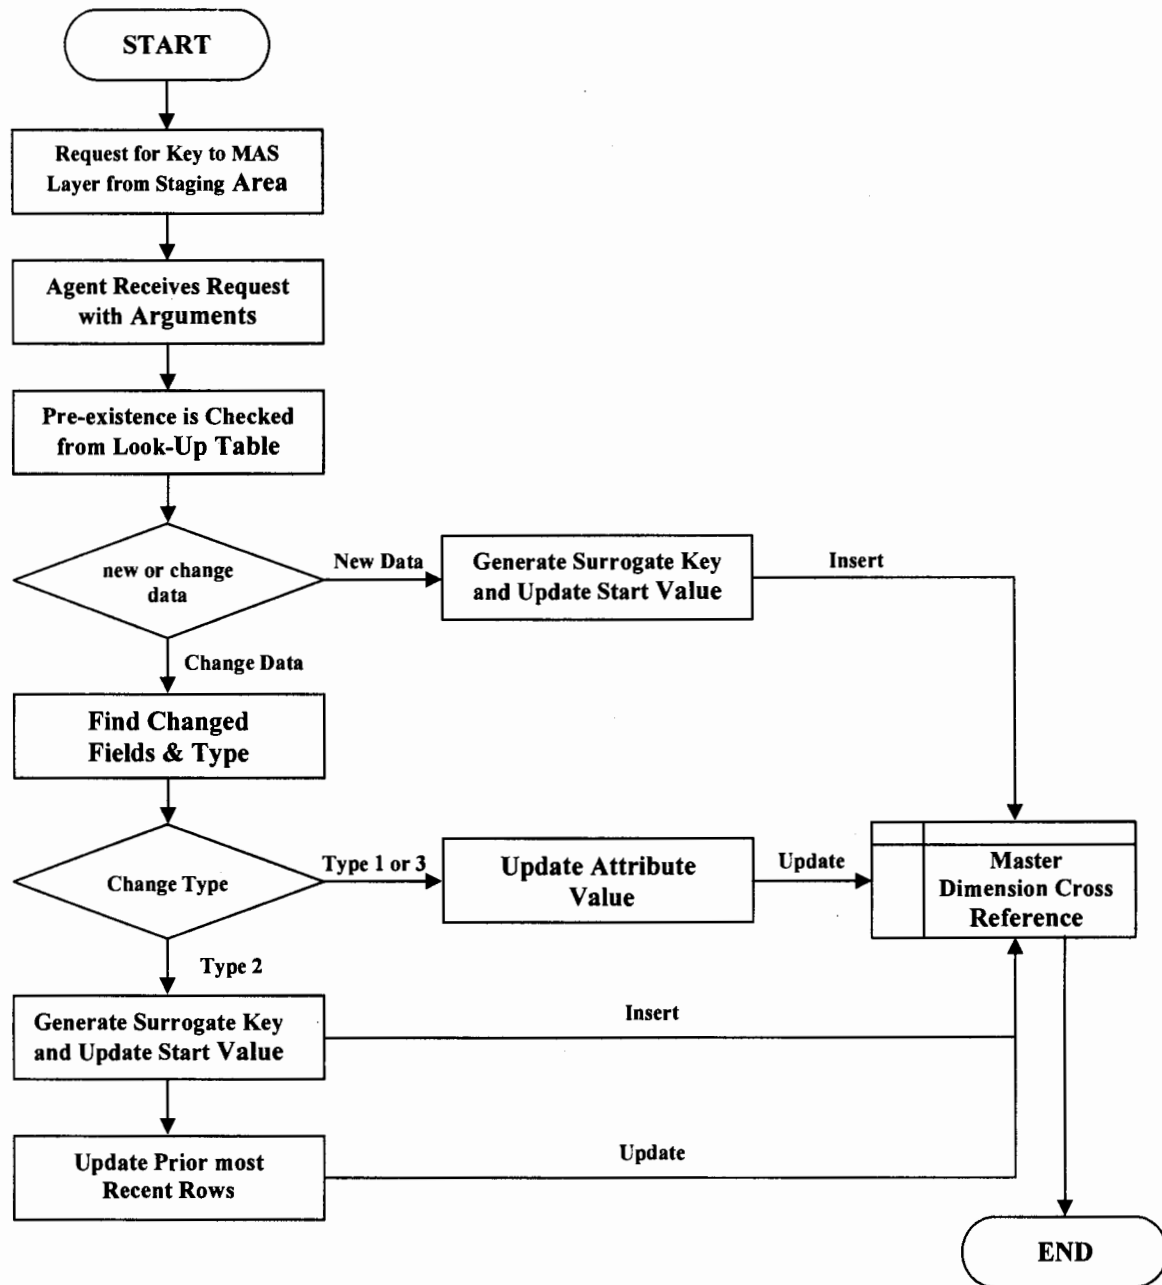 START
Request for Key to MAS
Layer from Staging Area
Agent Receives Request
with Arguments
Pre-existence is Checked
from Look-Up Table
new or change
data
New Data
Generate Surrogate Key
and Update Start Value
Insert
Change Data
Find Changed
Fields & Type
Change Type
Type 1 or 3
Update Attribute
Value
Update
Master
Dimension Cross
Reference
Type 2
Generate Surrogate Key
and Update Start Value
Insert
Update Prior most
Recent Rows
Update
END